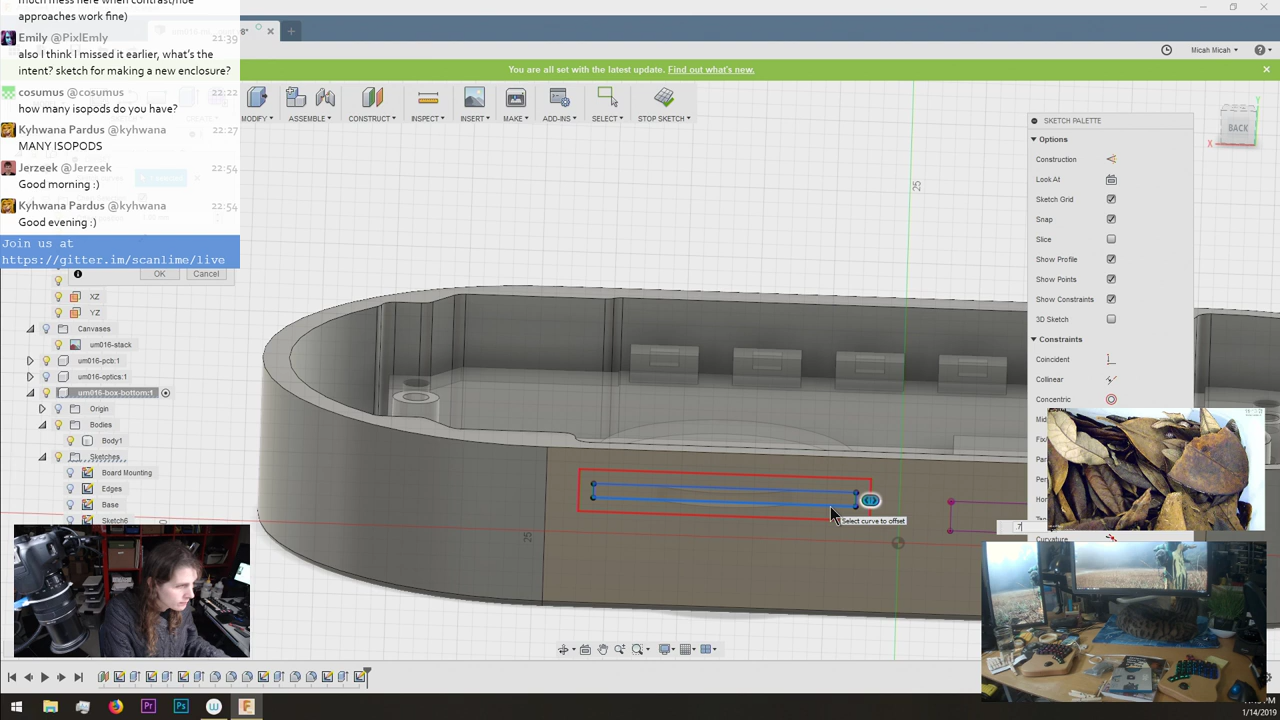 much mess here when contrast/hue
approaches work fine)
Emily @PixlEmly 21:39
also I think I missed it earlier, what's the
intent? sketch for making a new enclosure?
cosumus @cosumus 22:22
how many isopods do you have?
Kyhwana Pardus @kyhwana 22:27
MANY ISOPODS
Jerzeek @Jerzeek 22:54
Good morning :)
Kyhwana Pardus @kyhwana 22:54
Good evening :)
Join us at
https://gitter.im/scanlime/live
OK Cancel
Micah Micah
You are all set with the latest update. Find out what's new.
MODIFY ASSEMBLE CONSTRUCT INSPECT INSERT MAKE ADD-INS SELECT STOP SKETCH
XZ
YZ
Canvases
um016-stack
um016-pcb:1
um016-optics:1
um016-box-bottom:1
Origin
Bodies
Body1
Sketches
Board Mounting
Edges
Base
Sketch6
25
25
Select curve to offset
.7
Y
BACK
X
SKETCH PALETTE
Options
Construction
Look At
Sketch Grid
Snap
Slice
Show Profile
Show Points
Show Constraints
3D Sketch
Constraints
Coincident
Collinear
Concentric
Curvature
Pr
Ps
1/14/2019